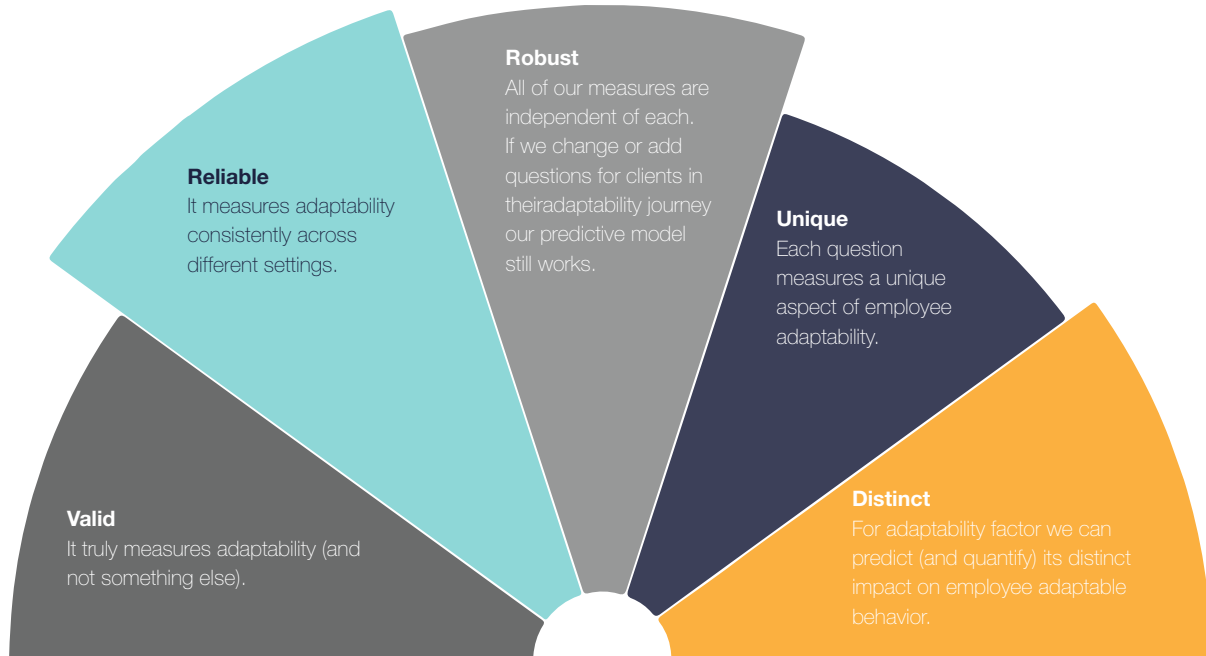 Valid
It truly measures adaptability (and
not something else).
Reliable
It measures adaptability
consistently across
different settings.
Robust
All of our measures are
independent of each.
If we change or add
questions for clients in
theiradaptability journey
our predictive model
still works.
Unique
Each question
measures a unique
aspect of employee
adaptability.
Distinct
For adaptability factor we can
predict (and quantify) its distinct
impact on employee adaptable
behavior.